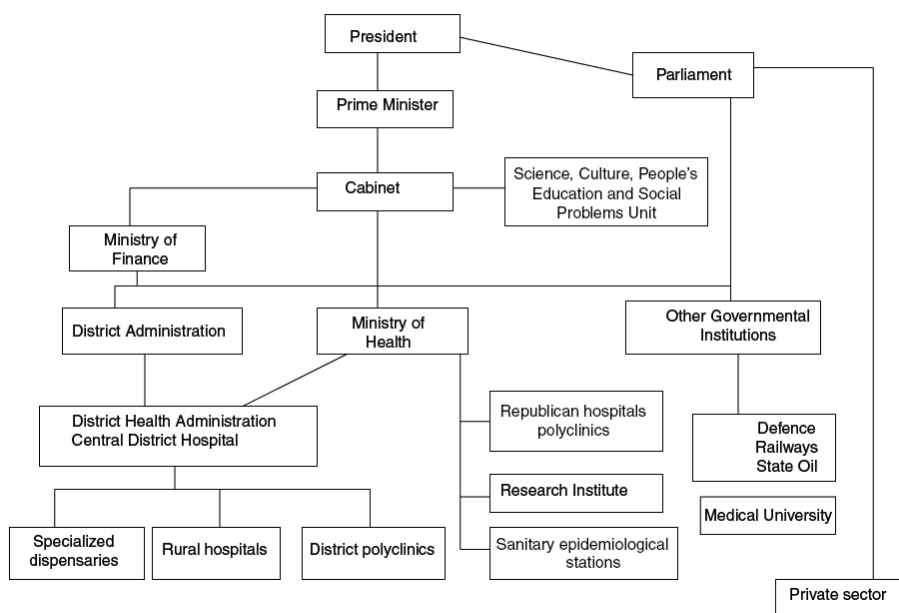 President
Parliament
Prime Minister
Cabinet
Science, Culture, People's
Education and Social
Problems Unit
Ministry of
Finance
District Administration
Ministry of
Health
Other Governmental
Institutions
District Health Administration
Central District Hospital
Republican hospitals
polyclinics
Defence
Railways
State Oil
Research Institute
Medical University
Specialized
dispensaries
Rural hospitals
District polyclinics
Sanitary epidemiological
stations
Private sector